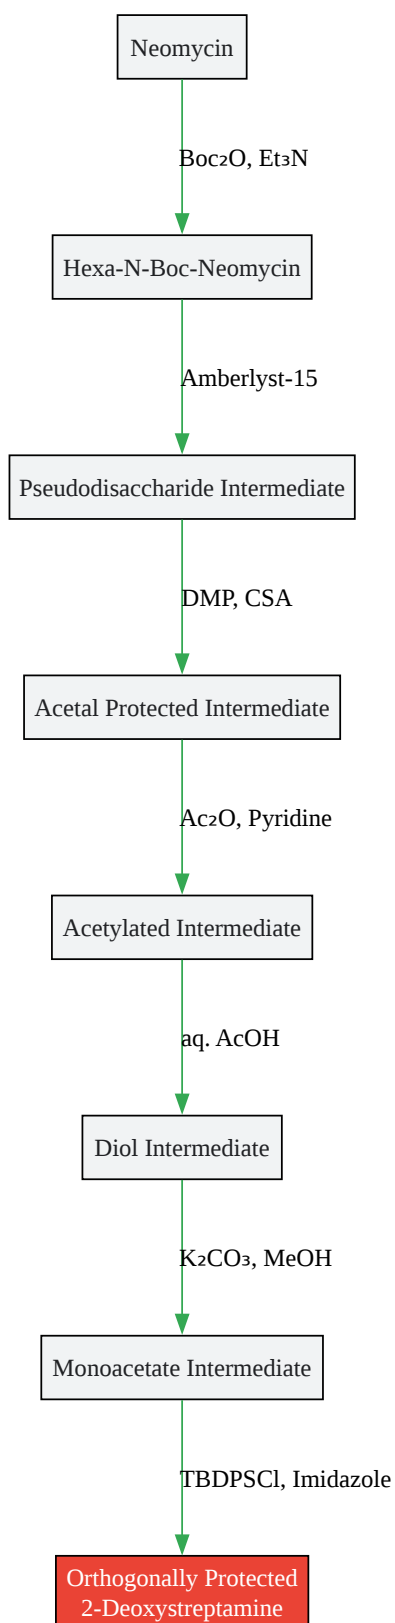 Neomycin
Boc₂O, Et₃N
Hexa-N-Boc-Neomycin
Amberlyst-15
Pseudodisaccharide Intermediate
DMP, CSA
Acetal Protected Intermediate
Ac₂O, Pyridine
Acetylated Intermediate
aq. AcOH
Diol Intermediate
K₂CO₃, MeOH
Monoacetate Intermediate
TBDPSCl, Imidazole
Orthogonally Protected
2-Deoxystreptamine